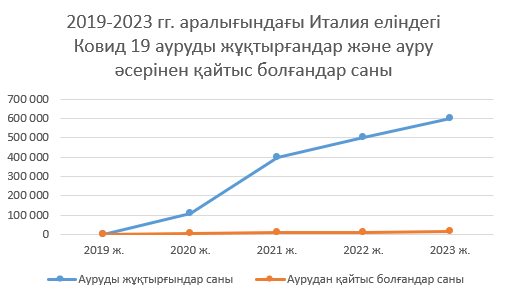 2019-2023 гг. аралығындағы Италия еліндегі
Ковид 19 ауруды жұқтырғандар және ауру
әсерінен қайтыс болғандар саны
700 000
600 000
500 000
400 000
300 000
200 000
100 000
0
2019 ж. 2020 ж. 2021 ж. 2022 ж. 2023 ж.
Ауруды жұқтырғындар саны Аурудан қайтыс болғандар саны